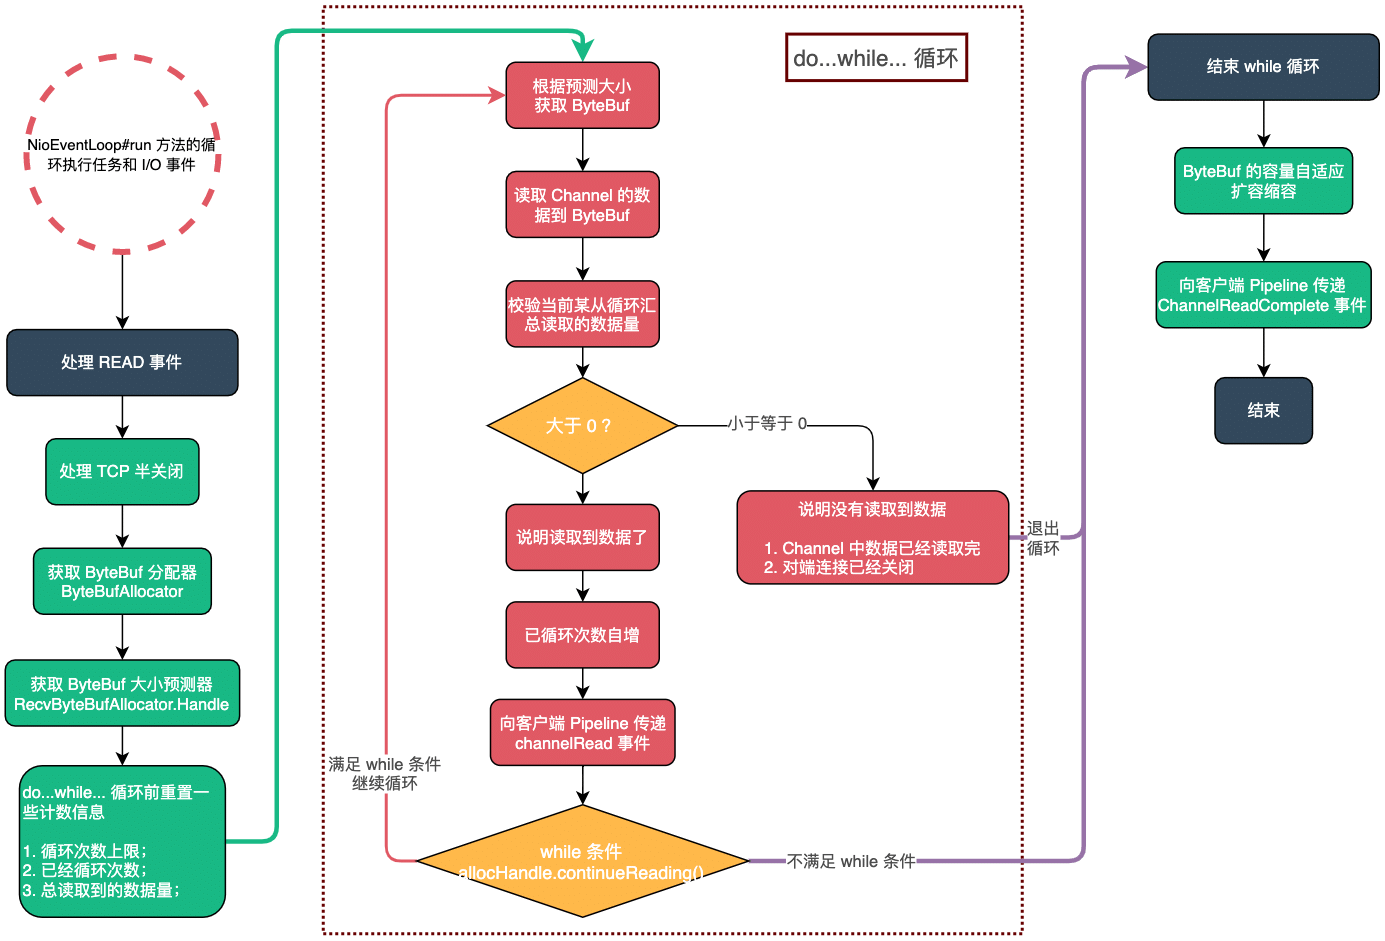 NioEventLoop#run 方法的循
环执行任务和 I/O 事件
处理 READ 事件
处理 TCP 半关闭
获取 ByteBuf 分配器
ByteBufAllocator
获取 ByteBuf 大小预测器
RecvByteBufAllocator.Handle
do...while... 循环前重置一
些计数信息
1. 循环次数上限；
2. 已经循环次数；
3. 总读取到的数据量；
do...while... 循环
根据预测大小
获取 ByteBuf
读取 Channel 的数
据到 ByteBuf
校验当前某从循环汇
总读取的数据量
大于 0 ?
小于等于 0
说明没有读取到数据
1. Channel 中数据已经读取完
2. 对端连接已经关闭
退出
循环
说明读取到数据了
已循环次数自增
向客户端 Pipeline 传递
channelRead 事件
满足 while 条件
继续循环
while 条件
allocHandle.continueReading()
不满足 while 条件
结束 while 循环
ByteBuf 的容量自适应
扩容缩容
向客户端 Pipeline 传递
ChannelReadComplete 事件
结束